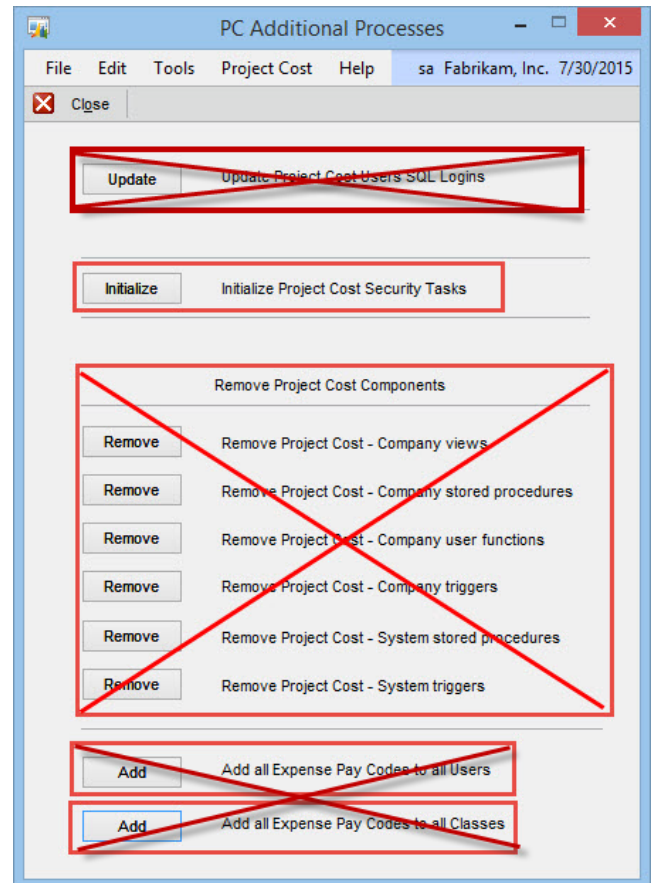 PC Additional Processes
File Edit Tools Project Cost Help sa Fabrikam, Inc. 7/30/2015
Close
Update Update Project Cost Users SQL Logins
Initialize Initialize Project Cost Security Tasks
Remove Project Cost Components
Remove Remove Project Cost - Company views
Remove Remove Project Cost - Company stored procedures
Remove Remove Project Cost - Company user functions
Remove Remove Project Cost - Company triggers
Remove Remove Project Cost - System stored procedures
Remove Remove Project Cost - System triggers
Add Add all Expense Pay Codes to all Users
Add Add all Expense Pay Codes to all Classes